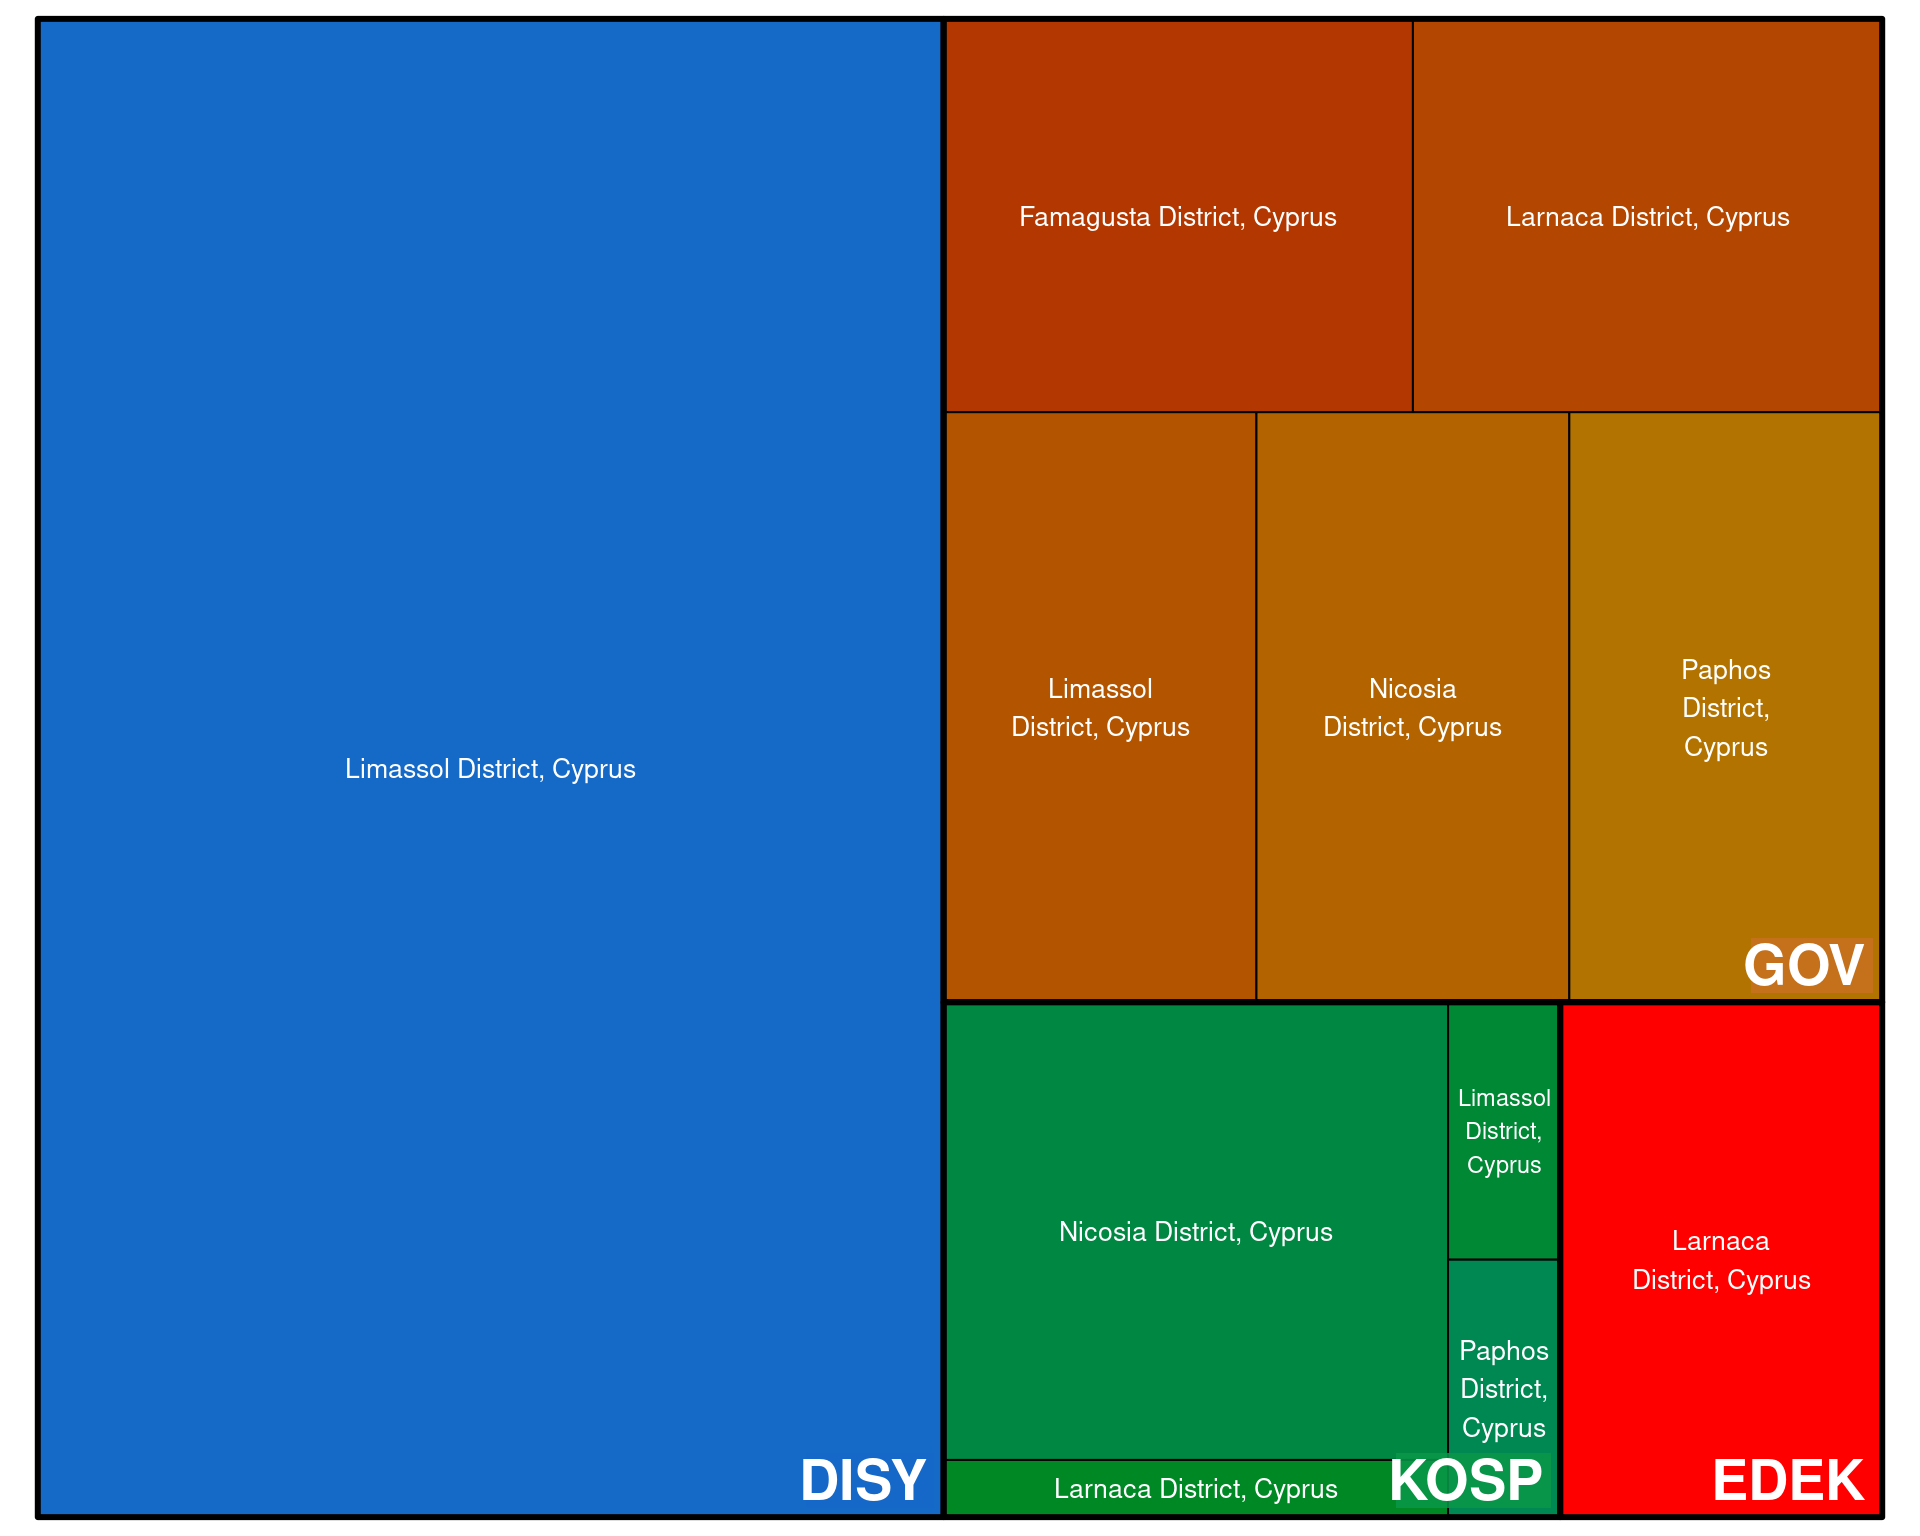 Limassol District, Cyprus
DISY
Famagusta District, Cyprus
Larnaca District, Cyprus
Limassol
District, Cyprus
Nicosia
District, Cyprus
Paphos
District,
Cyprus
GOV
Nicosia District, Cyprus
Limassol
District,
Cyprus
Paphos
District,
Cyprus
Larnaca District, Cyprus
KOSP
Larnaca
District, Cyprus
EDEK